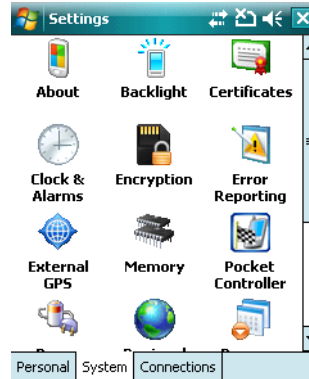 Settings
About Backlight Certificates
Clock & Encryption Error
Alarms Reporting
External Memory Pocket
GPS Controller
Personal System Connections